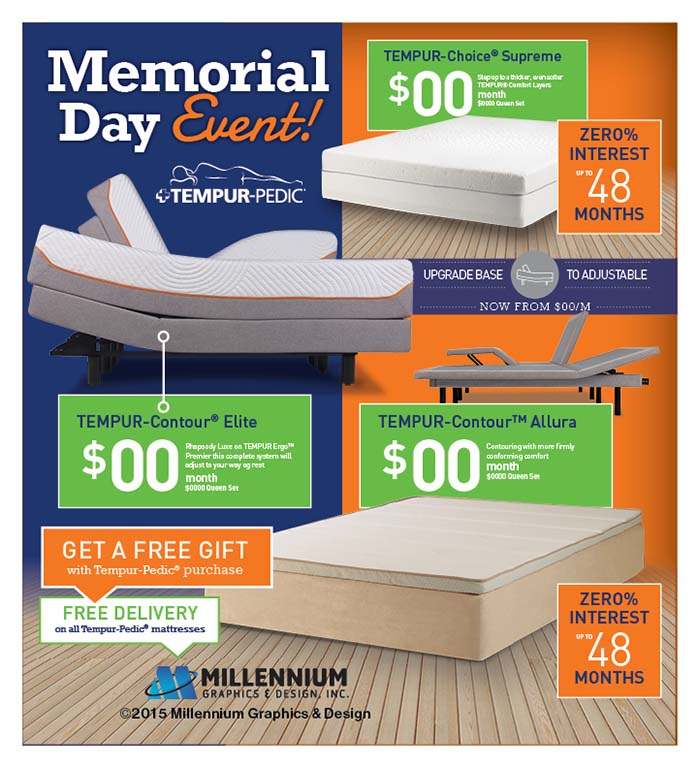 Memorial
Day Event!
TEMPUR-PEDIC®
TEMPUR-Choice® Supreme
$00
Step up to a thicker, even softer
TEMPUR® Comfort Layers
month
$0000 Queen Set
ZERO%
INTEREST
UP TO
48
MONTHS
UPGRADE BASE TO ADJUSTABLE
NOW FROM $00/M
TEMPUR-Contour® Elite
$00
Rhapsody Luxe on TEMPUR Ergo™
Premier this complete system will
adjust to your way og rest
month
$0000 Queen Set
TEMPUR-Contour™ Allura
$00
Contouring with more firmly
conforming comfort
month
$0000 Queen Set
GET A FREE GIFT
with Tempur-Pedic® purchase
FREE DELIVERY
on all Tempur-Pedic® mattresses
ZERO%
INTEREST
UP TO
48
MONTHS
MILLENNIUM
GRAPHICS & DESIGN, INC.
©2015 Millennium Graphics & Design